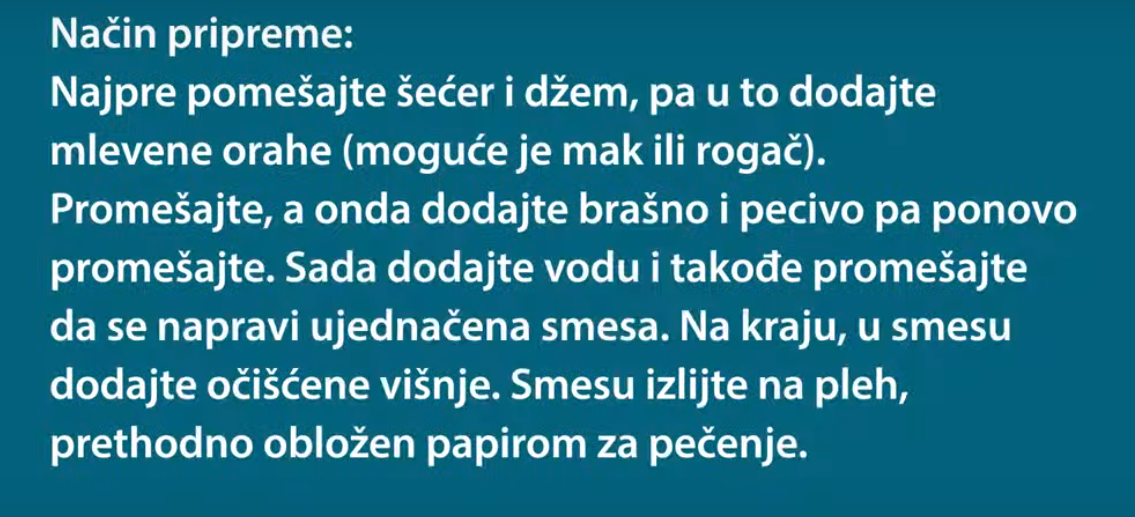 Način pripreme:
Najpre pomešajte šećer i džem, pa u to dodajte
mlevene orahe (moguće je mak ili rogač).
Promešajte, a onda dodajte brašno i pecivo pa ponovo
promešajte. Sada dodajte vodu i takođe promešajte
da se napravi ujednačena smesa. Na kraju, u smesu
dodajte očišćene višnje. Smesu izlijte na pleh,
prethodno obložen papirom za pečenje.